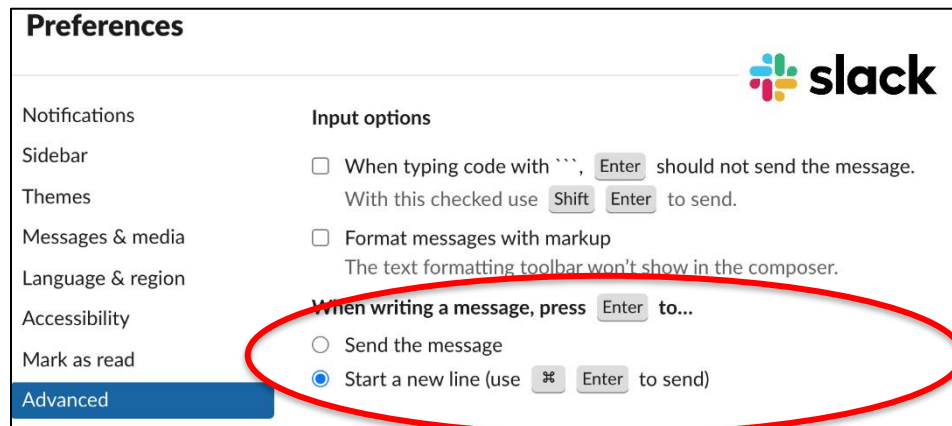 Preferences
slack
Notifications
Sidebar
Themes
Messages & media
Language & region
Accessibility
Mark as read
Advanced
Input options
When typing code with ```, Enter should not send the message.
With this checked use Shift Enter to send.
Format messages with markup
The text formatting toolbar won't show in the composer.
When writing a message, press Enter to...
Send the message
Start a new line (use ⌘ Enter to send)